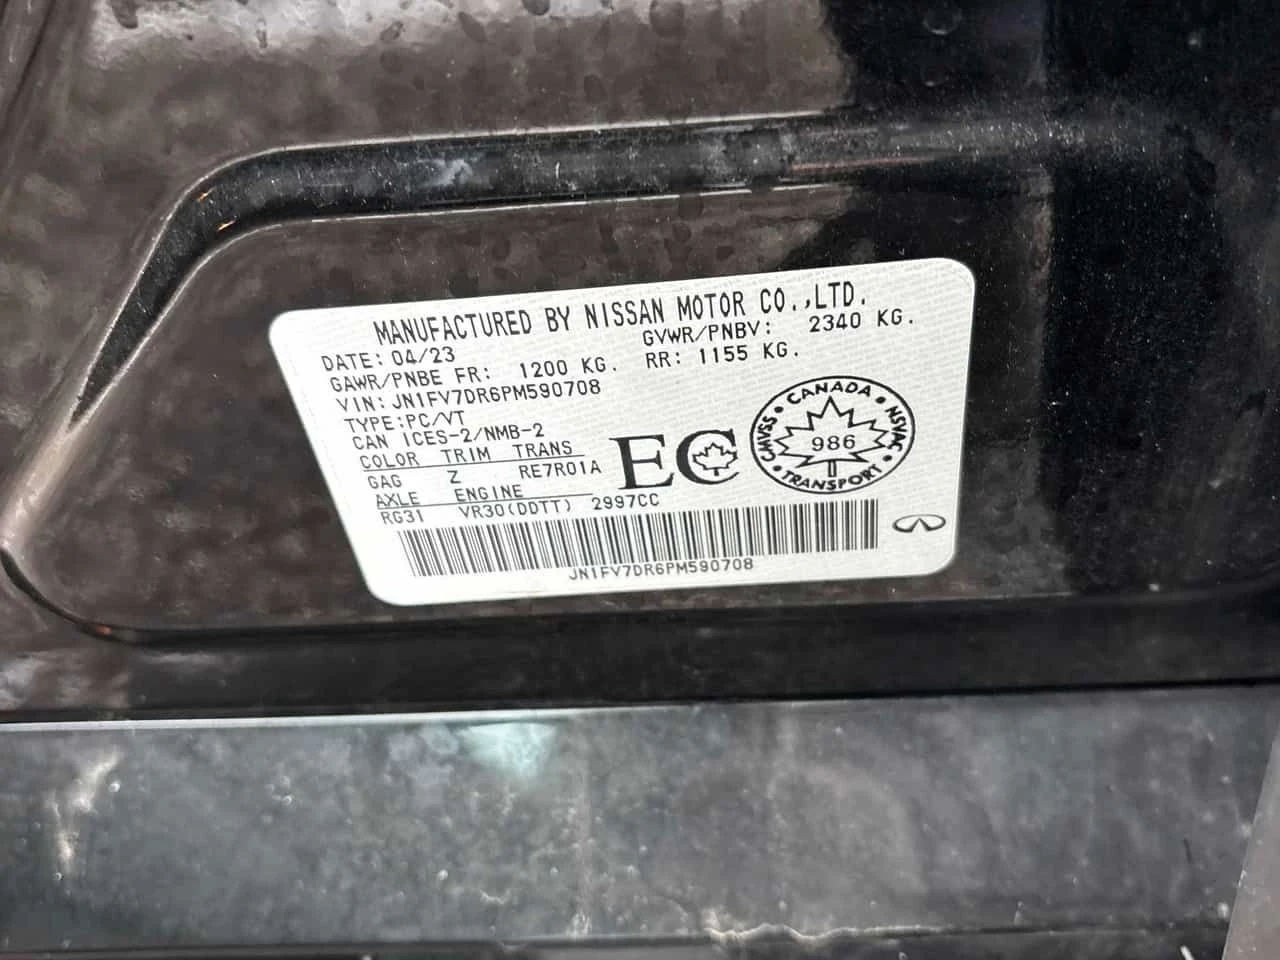 MANUFACTURED BY NISSAN MOTOR CO.,LTD.
DATE: 04/23 GVWR/PNBV: 2340 KG.
GAWR/PNBE FR: 1200 KG. RR: 1155 KG.
VIN: JN1FV7DR6PM590708
TYPE:PC/VT
CAN ICES-2/NMB-2
COLOR TRIM TRANS
GAG Z RE7R01A
AXLE ENGINE
RG31 VR30(DDTT) 2997CC
EC
CANADA
CMVSS • NSVAC
986
TRANSPORT
JN1FV7DR6PM590708